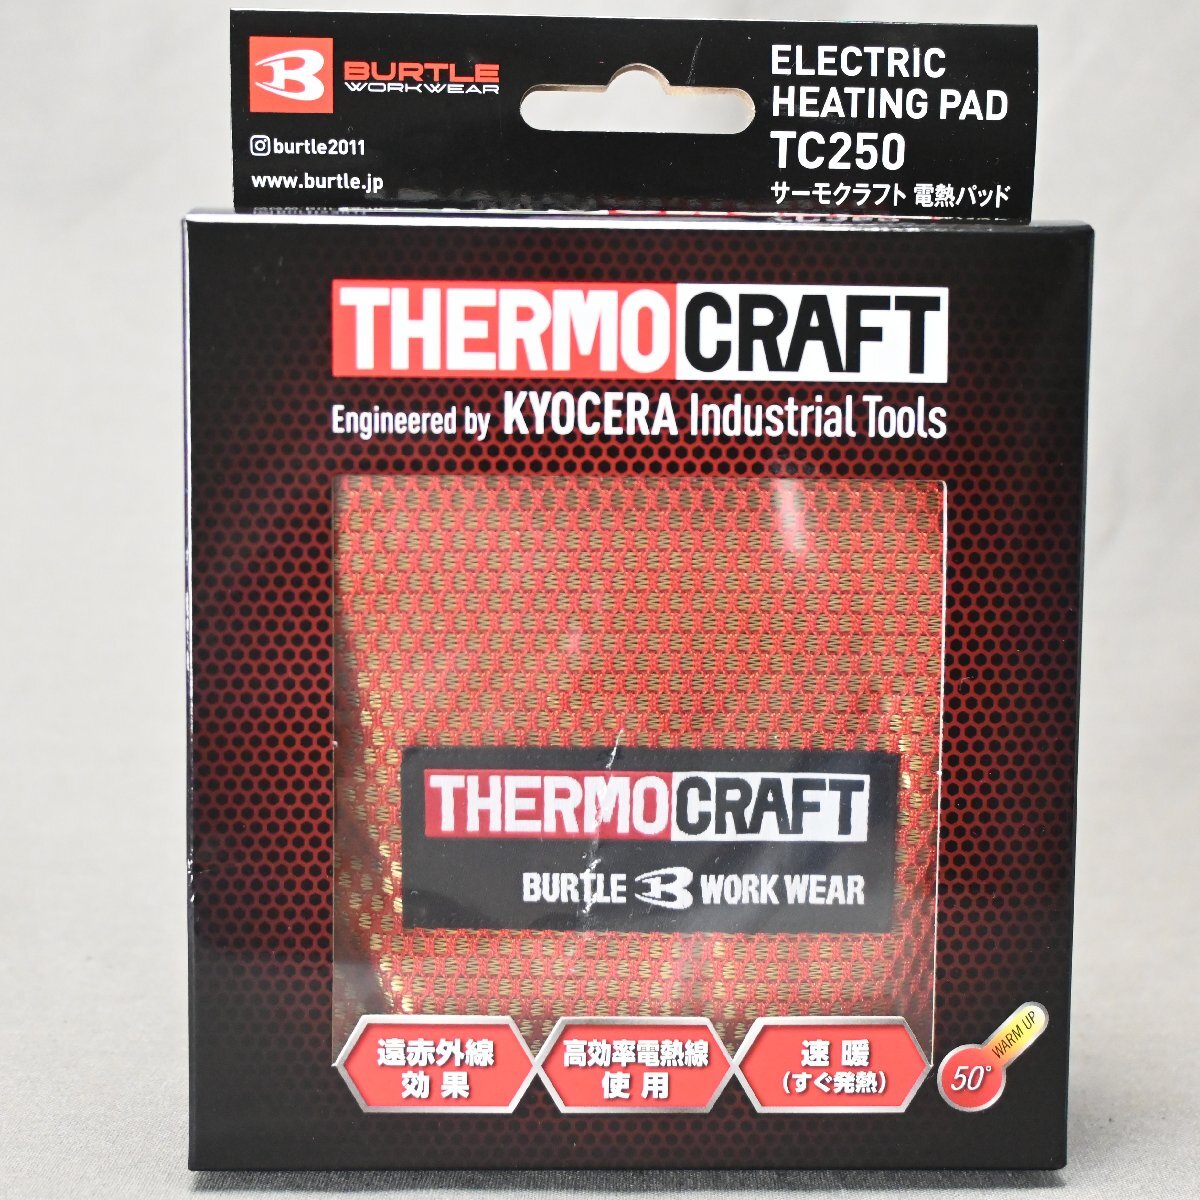 BURTLE
WORKWEAR
burtle2011
www.burtle.jp
ELECTRIC
HEATING PAD
TC250
サーモクラフト 電熱パッド
THERMOCRAFT
Engineered by KYOCERA Industrial Tools
THERMOCRAFT
BURTLE WORK WEAR
遠赤外線
効果
高効率電熱線
使用
速暖
(すぐ発熱)
50°
WARM UP